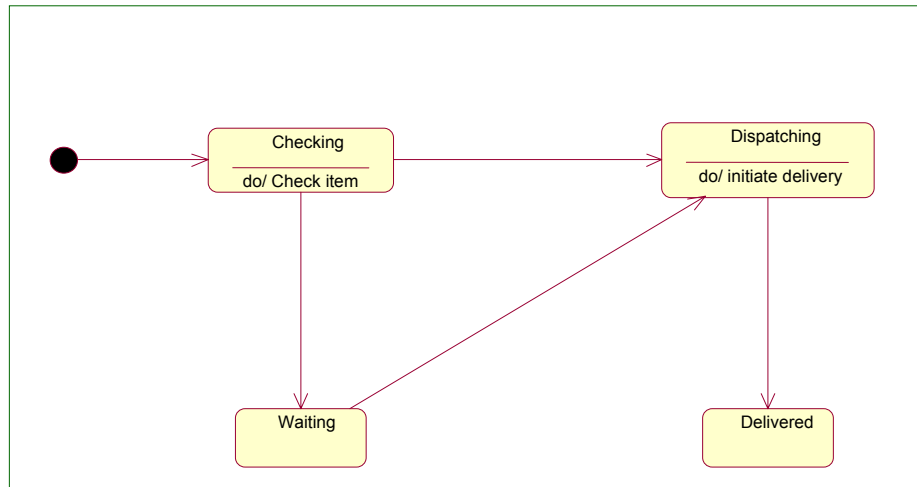 Checking
do/ Check item
Dispatching
do/ initiate delivery
Waiting
Delivered